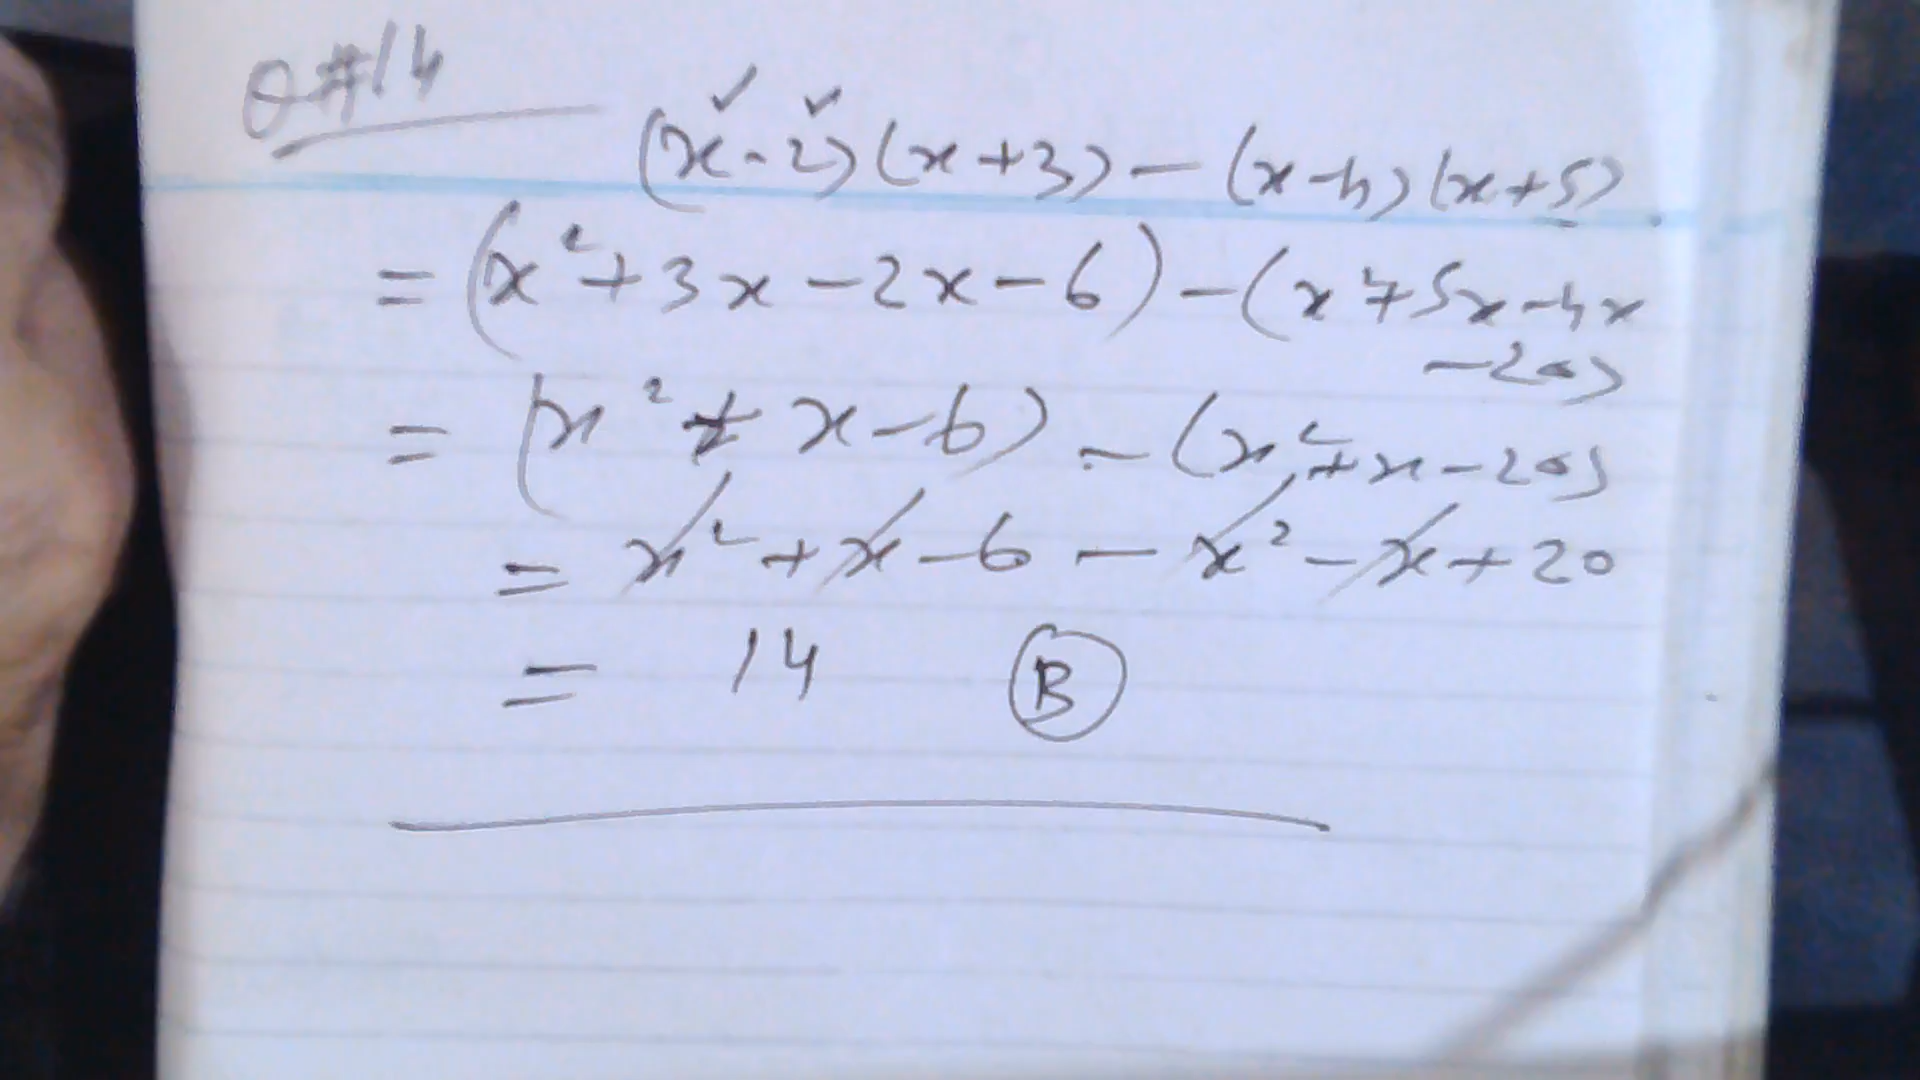 Q#14
(x-2)(x+3)-(x-4)(x+5)
=(x²+3x-2x-6)-(x²+5x-4x
-20)
=(x²+x-6)-(x²+x-20)
=x²+x-6-x²-x+20
= 14 B